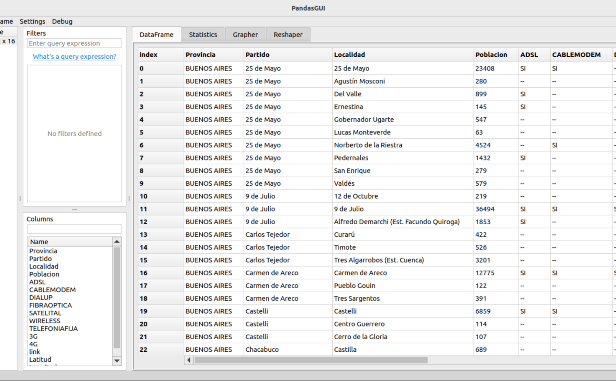 PandasGUI
ame Settings Debug
x 16
Filters
Enter query expression
What's a query expression?
No filters defined
Columns
Name
Provincia
Partido
Localidad
Poblacion
ADSL
CABLEMODEM
DIALUP
FIBRAOPTICA
SATELITAL
WIRELESS
TELEFONIAFIJA
3G
4G
link
Latitud
DataFrame Statistics Grapher Reshaper
index Provincia Partido Localidad Poblacion ADSL CABLEMODEM
0 BUENOS AIRES 25 de Mayo 25 de Mayo 23408 SI SI
1 BUENOS AIRES 25 de Mayo Agustín Mosconi 280 -- --
2 BUENOS AIRES 25 de Mayo Del Valle 899 SI --
3 BUENOS AIRES 25 de Mayo Ernestina 145 SI --
4 BUENOS AIRES 25 de Mayo Gobernador Ugarte 547 -- --
5 BUENOS AIRES 25 de Mayo Lucas Monteverde 63 -- --
6 BUENOS AIRES 25 de Mayo Norberto de la Riestra 4524 -- SI
7 BUENOS AIRES 25 de Mayo Pedernales 1432 SI --
8 BUENOS AIRES 25 de Mayo San Enrique 279 -- --
9 BUENOS AIRES 25 de Mayo Valdés 579 -- --
10 BUENOS AIRES 9 de Julio 12 de Octubre 219 -- --
11 BUENOS AIRES 9 de Julio 9 de Julio 36494 SI SI
12 BUENOS AIRES 9 de Julio Alfredo Demarchi (Est. Facundo Quiroga) 1853 SI --
13 BUENOS AIRES Carlos Tejedor Curarú 422 -- --
14 BUENOS AIRES Carlos Tejedor Timote 526 -- --
15 BUENOS AIRES Carlos Tejedor Tres Algarrobos (Est. Cuenca) 3201 -- --
16 BUENOS AIRES Carmen de Areco Carmen de Areco 12775 SI SI
17 BUENOS AIRES Carmen de Areco Pueblo Gouin 122 -- --
18 BUENOS AIRES Carmen de Areco Tres Sargentos 391 -- --
19 BUENOS AIRES Castelli Castelli 6859 SI SI
20 BUENOS AIRES Castelli Centro Guerrero 114 -- --
21 BUENOS AIRES Castelli Cerro de la Gloria 107 -- --
22 BUENOS AIRES Chacabuco Castilla 689 -- --